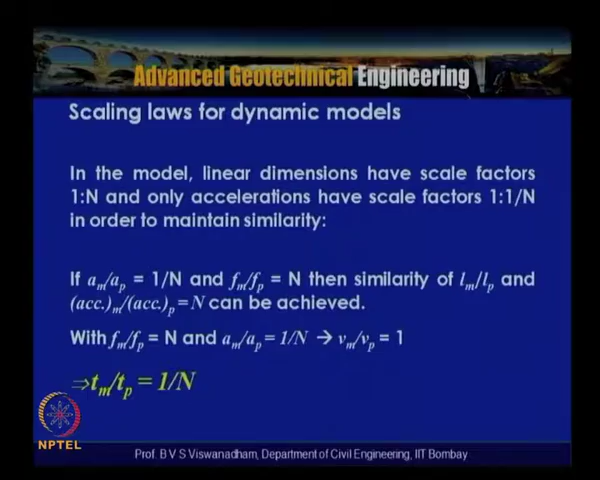 Advanced Geotechnical Engineering
Scaling laws for dynamic models
In the model, linear dimensions have scale factors
1:N and only accelerations have scale factors 1:1/N
in order to maintain similarity:
If aₘ/aₚ = 1/N and fₘ/fₚ = N then similarity of lₘ/lₚ and
(acc.)ₘ/(acc.)ₚ = N can be achieved.
With fₘ/fₚ = N and aₘ/aₚ = 1/N → vₘ/vₚ = 1
⇒tₘ/tₚ = 1/N
NPTEL
Prof. B V S Viswanadham, Department of Civil Engineering, IIT Bombay